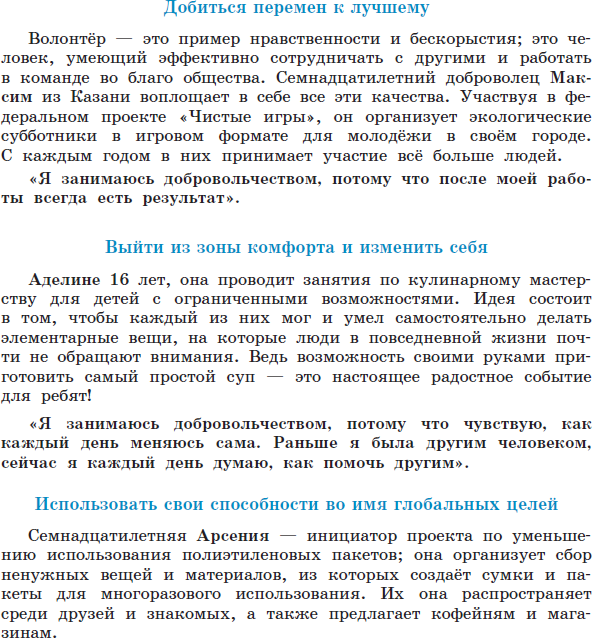 Добиться перемен к лучшему
Волонтёр — это пример нравственности и бескорыстия; это че-
ловек, умеющий эффективно сотрудничать с другими и работать
в команде во благо общества. Семнадцатилетний доброволец Мак-
сим из Казани воплощает в себе все эти качества. Участвуя в фе-
деральном проекте «Чистые игры», он организует экологические
субботники в игровом формате для молодёжи в своём городе.
С каждым годом в них принимает участие всё больше людей.
«Я занимаюсь добровольчеством, потому что после моей рабо-
ты всегда есть результат».
Выйти из зоны комфорта и изменить себя
Аделине 16 лет, она проводит занятия по кулинарному мастер-
ству для детей с ограниченными возможностями. Идея состоит
в том, чтобы каждый из них мог и умел самостоятельно делать
элементарные вещи, на которые люди в повседневной жизни поч-
ти не обращают внимания. Ведь возможность своими руками при-
готовить самый простой суп — это настоящее радостное событие
для ребят!
«Я занимаюсь добровольчеством, потому что чувствую, как
каждый день меняюсь сама. Раньше я была другим человеком,
сейчас я каждый день думаю, как помочь другим».
Использовать свои способности во имя глобальных целей
Семнадцатилетняя Арсения — инициатор проекта по уменьше-
нию использования полиэтиленовых пакетов; она организует сбор
ненужных вещей и материалов, из которых создаёт сумки и па-
кеты для многоразового использования. Их она распространяет
среди друзей и знакомых, а также предлагает кофейням и мага-
зинам.